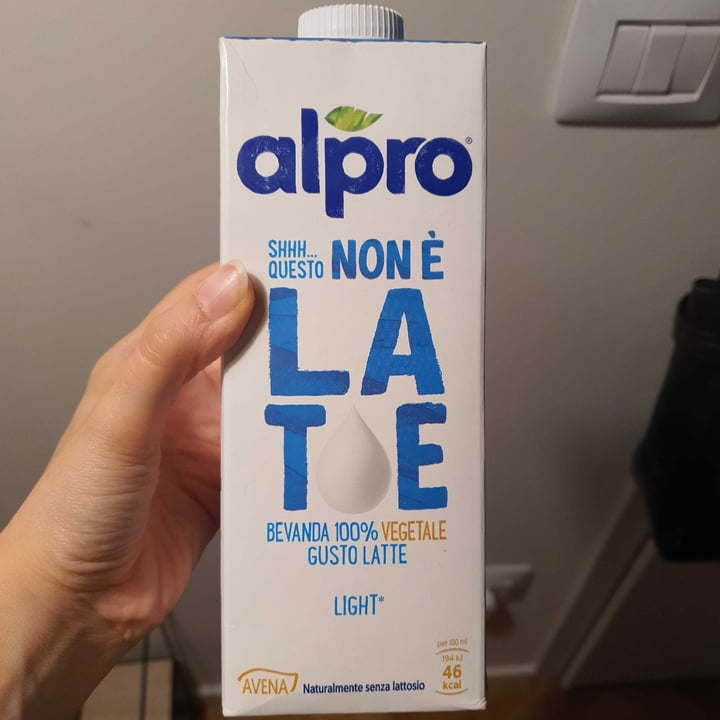 alpro®
SHHH...
QUESTO NON È
LA
TE
BEVANDA 100% VEGETALE
GUSTO LATTE
LIGHT*
per 100 ml
194 kJ
46
kcal
AVENA
Naturalmente senza lattosio